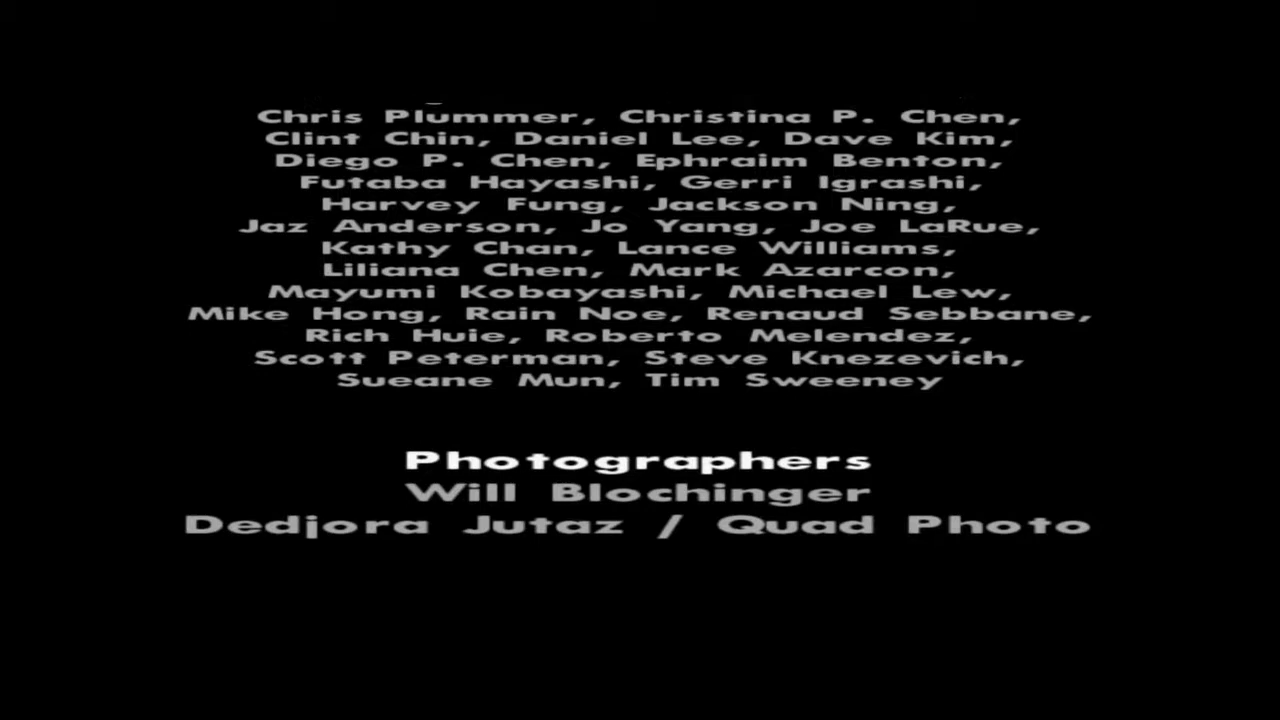 Chris Plummer, Christina P. Chen,
Clint Chin, Daniel Lee, Dave Kim,
Diego P. Chen, Ephraim Benton,
Futaba Hayashi, Gerri Igrashi,
Harvey Fung, Jackson Ning,
Jaz Anderson, Jo Yang, Joe LaRue,
Kathy Chan, Lance Williams,
Liliana Chen, Mark Azarcon,
Mayumi Kobayashi, Michael Lew,
Mike Hong, Rain Noe, Renaud Sebbane,
Rich Huie, Roberto Melendez,
Scott Peterman, Steve Knezevich,
Sueane Mun, Tim Sweeney
Photographers
Will Blochinger
Dedjora Jutaz / Quad Photo